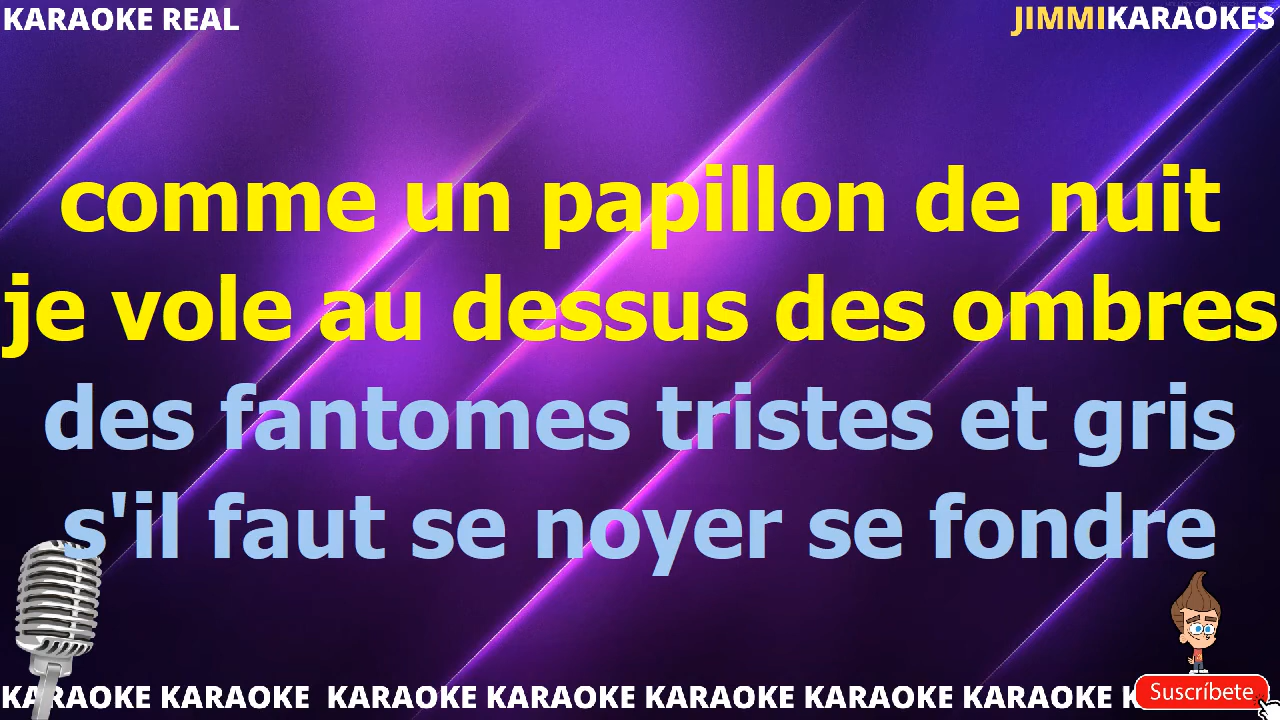 KARAOKE REAL
JIMMIKARAOKES
comme un papillon de nuit
je vole au dessus des ombres
des fantomes tristes et gris
s'il faut se noyer se fondre
KARAOKE KARAOKE KARAOKE KARAOKE KARAOKE KARAOKE KARAOKE
Suscríbete